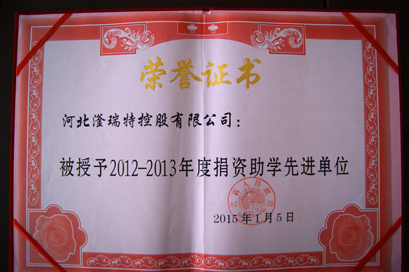 荣誉证书
河北滏瑞特控股有限公司：
被授予2012-2013年度捐资助学先进单位
2015年1月5日